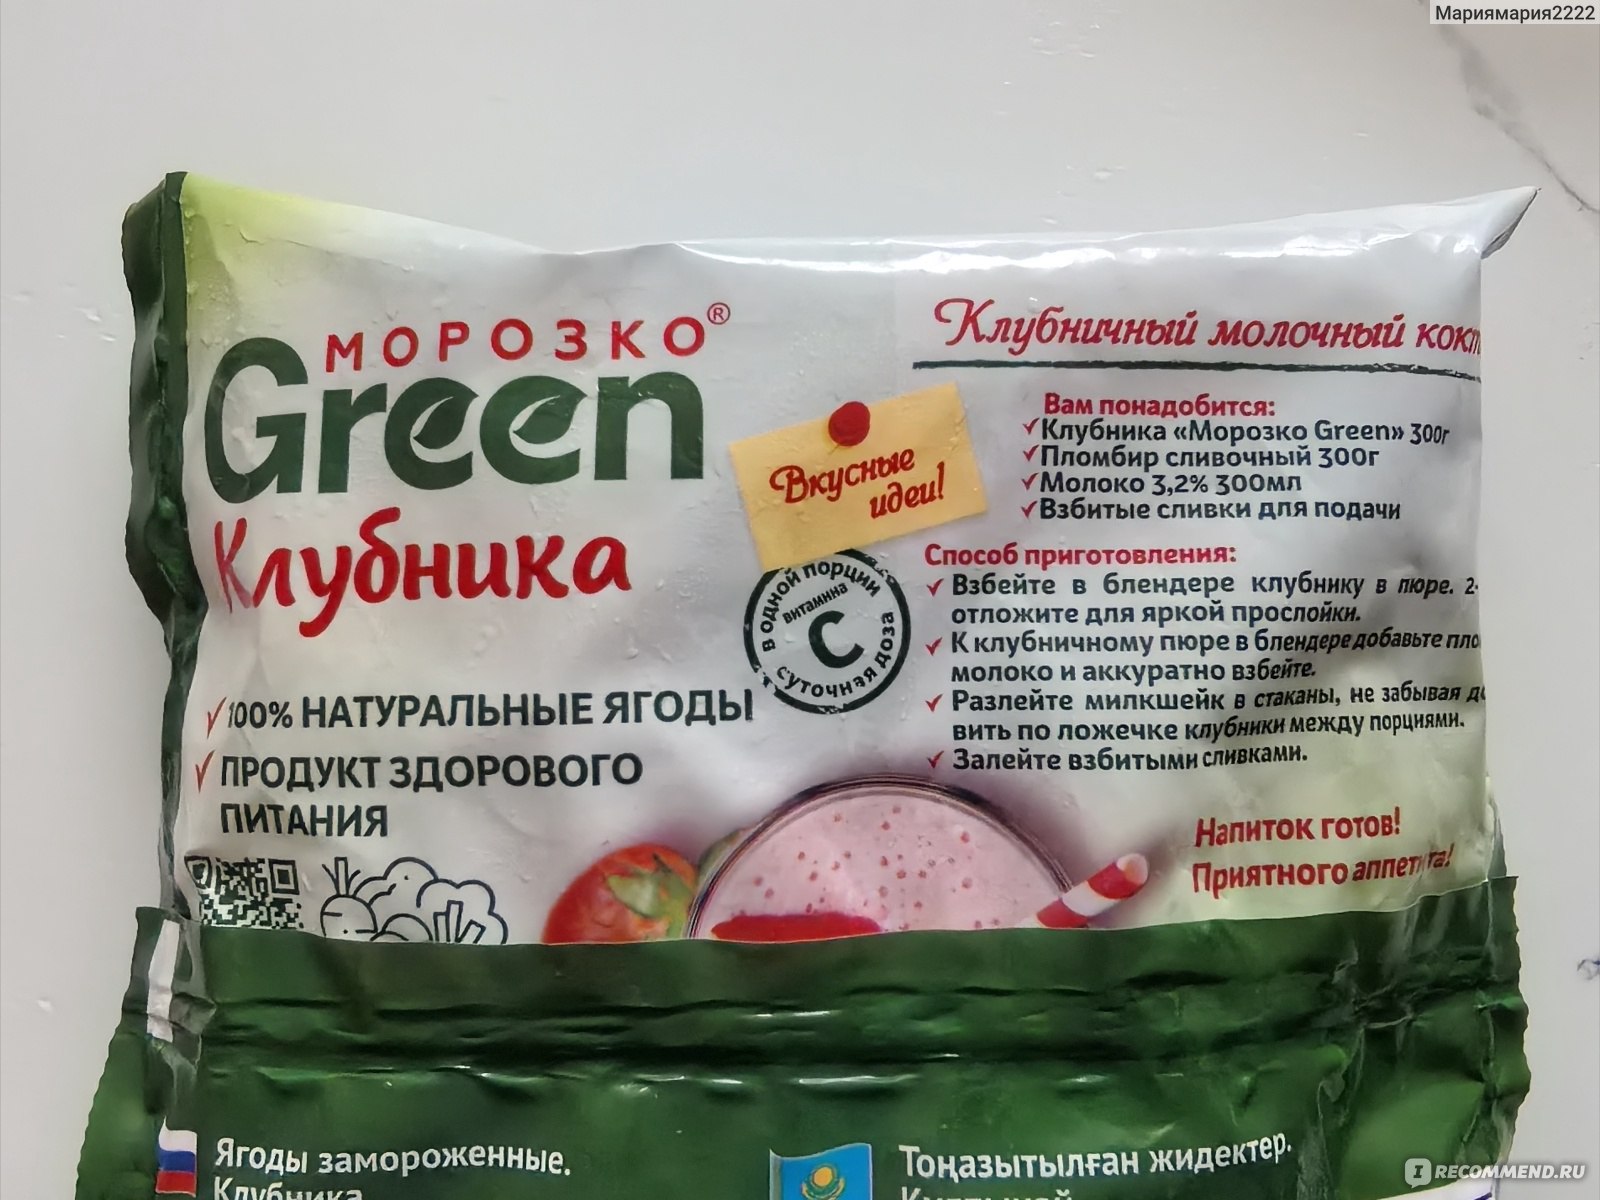 Мариямария2222
МОРОЗКО®
Green
Клубника
100% НАТУРАЛЬНЫЕ ЯГОДЫ
ПРОДУКТ ЗДОРОВОГО
ПИТАНИЯ
Вкусные
идеи!
в одной порции
витамина
С
суточная доза
Клубничный молочный
Вам понадобится:
Клубника «Морозко Green» 300г
Пломбир сливочный 300г
Молоко 3,2% 300мл
Взбитые сливки для подачи
Способ приготовления:
Взбейте в блендере клубнику в пюре. 2-
отложите для яркой прослойки.
К клубничному пюре в блендере добавьте
молоко и аккуратно взбейте.
Разлейте милкшейк в стаканы, не забывая
вить по ложечке клубники между порциями.
Залейте взбитыми сливками.
Напиток готов!
Приятного аппетита!
Ягоды замороженные.
Клубника
Тоңазытылған жидектер.
IRECOMMEND.RU